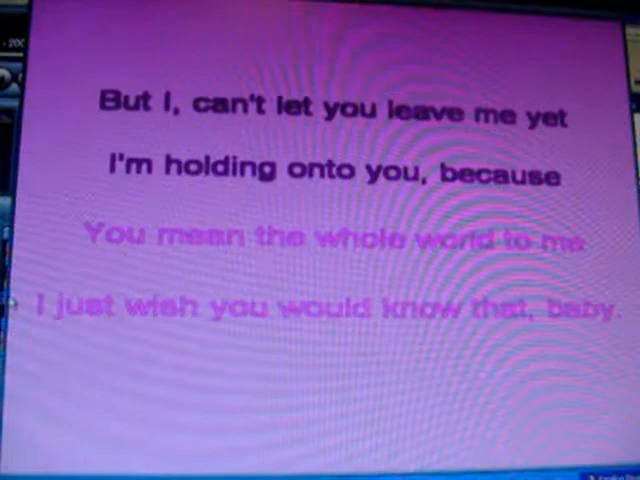 But I, can't let you leave me yet
I'm holding onto you, because
You mean the whole world to me
I just wish you would know that, baby.